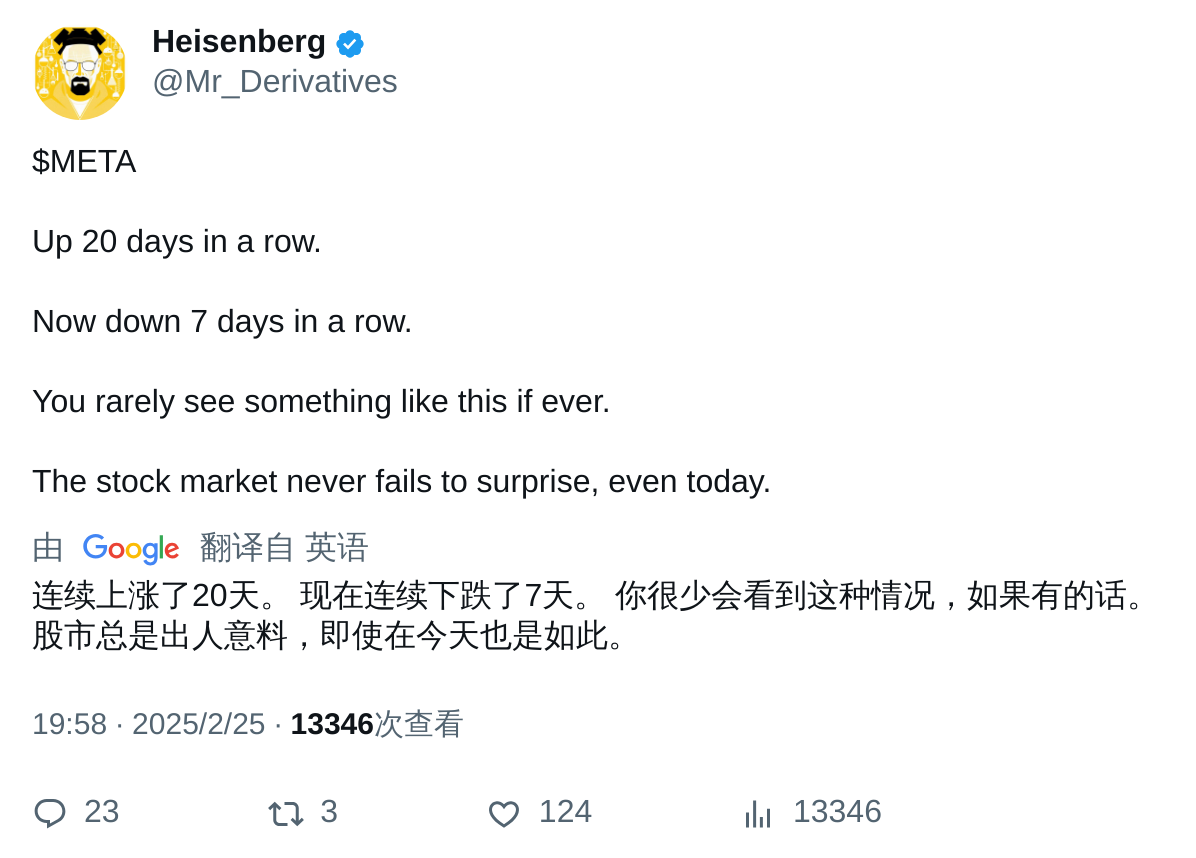 Heisenberg
@Mr_Derivatives
$META
Up 20 days in a row.
Now down 7 days in a row.
You rarely see something like this if ever.
The stock market never fails to surprise, even today.
由 Google 翻译自 英语
连续上涨了20天。 现在连续下跌了7天。 你很少会看到这种情况，如果有的话。
股市总是出人意料，即使在今天也是如此。
19:58 · 2025/2/25 · 13346次查看
23 3 124 13346